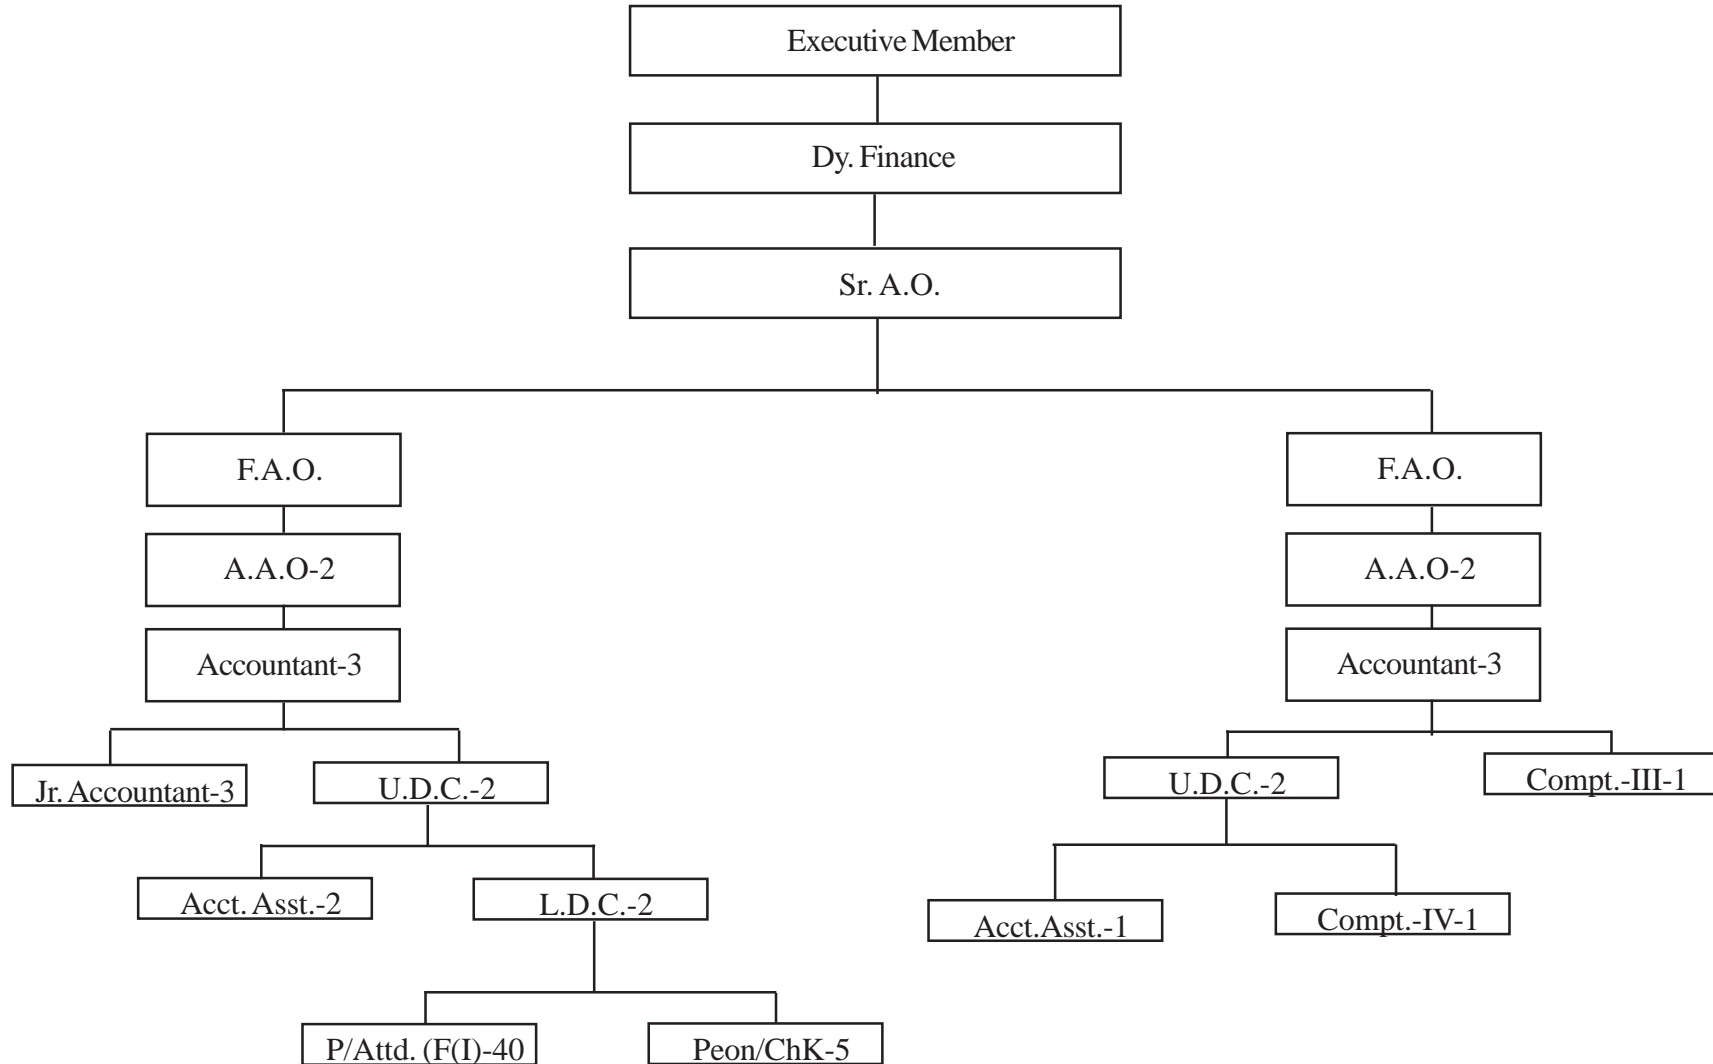 Executive Member
Dy. Finance
Sr. A.O.
F.A.O.
F.A.O.
A.A.O-2
A.A.O-2
Accountant-3
Accountant-3
Jr. Accountant-3
U.D.C.-2
U.D.C.-2
Compt.-III-1
Acct. Asst.-2
L.D.C.-2
Acct.Asst.-1
Compt.-IV-1
P/Attd. (F(I)-40
Peon/ChK-5